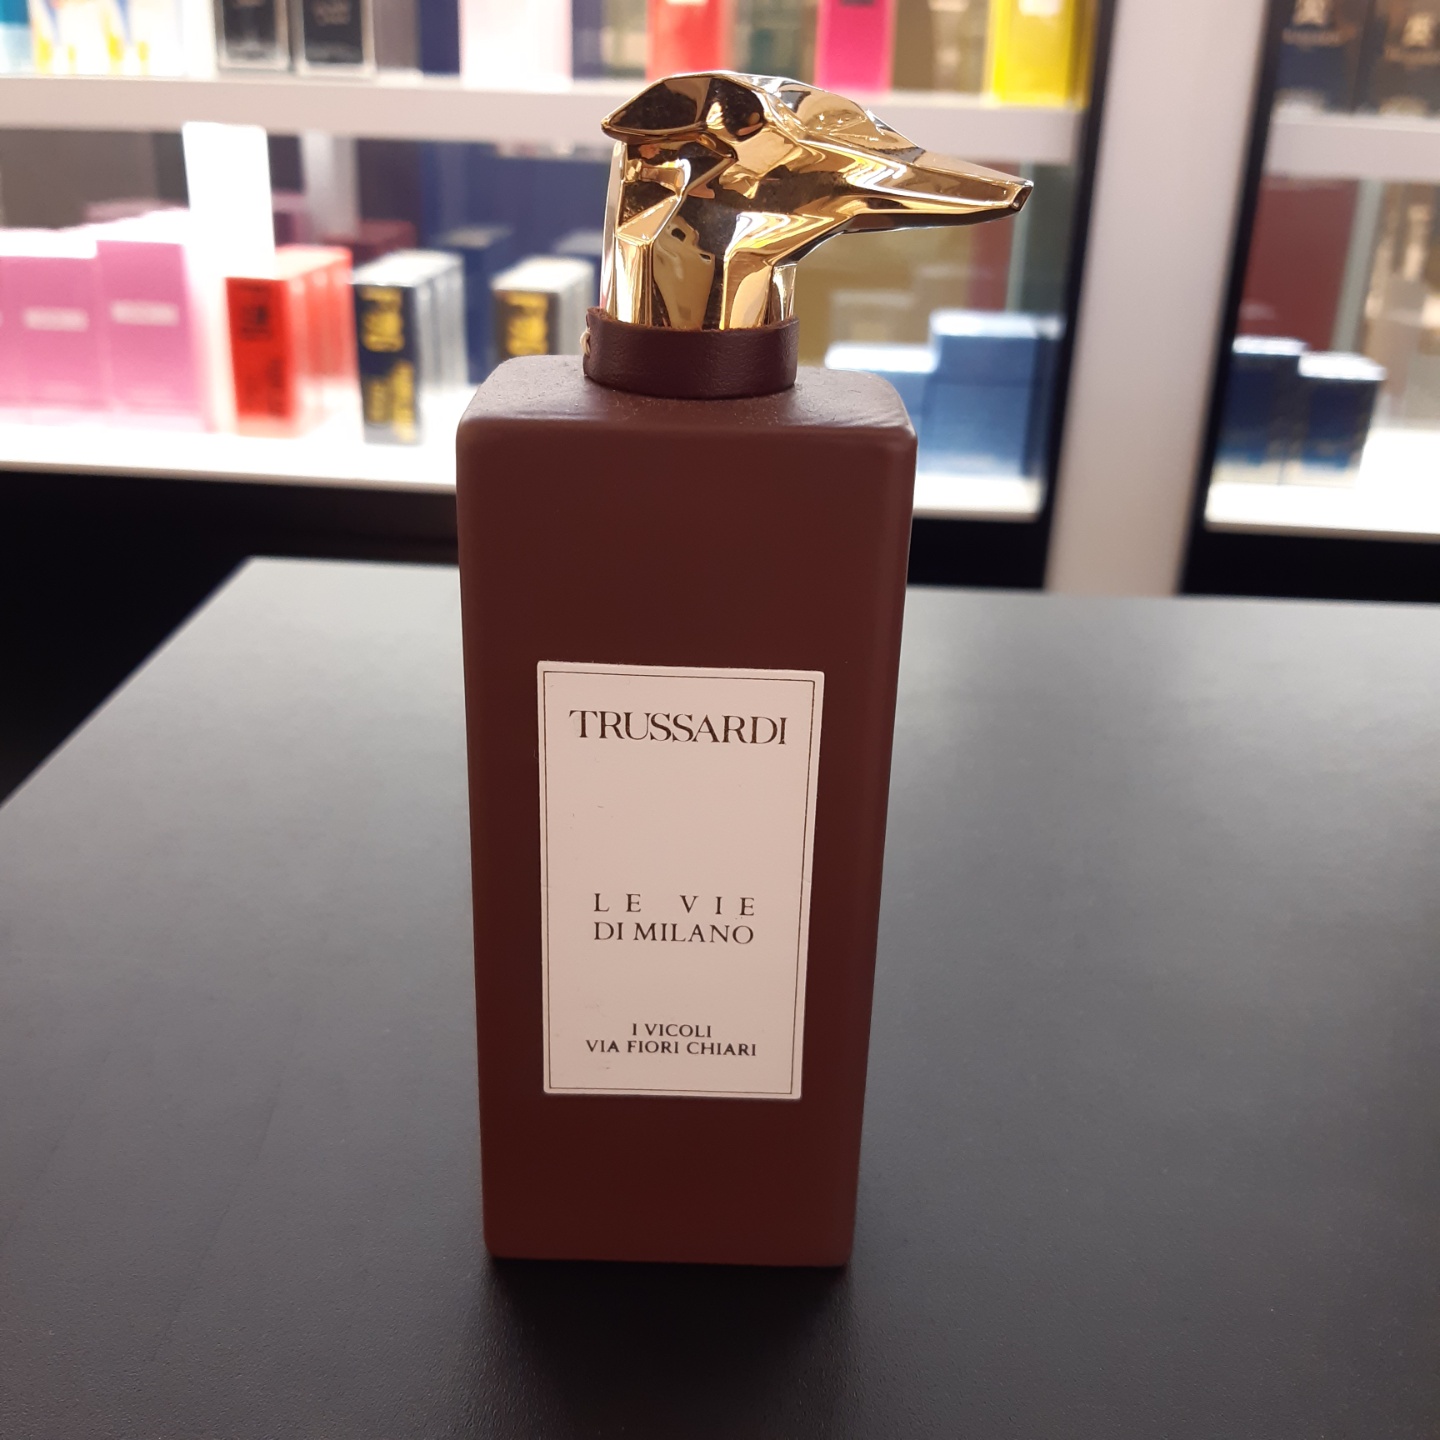 TRUSSARDI
LE VIE
DI MILANO
I VICOLI
VIA FIORI CHIARI